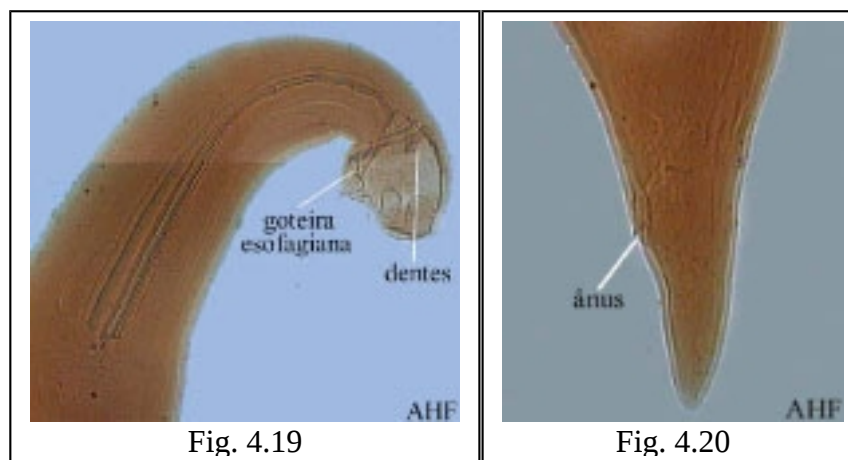 goteira
esofagiana
dentes
AHF
Fig. 4.19
ânus
AHF
Fig. 4.20